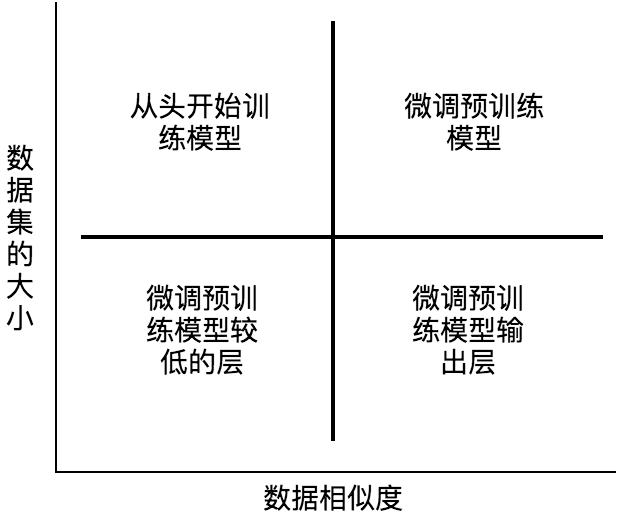 从头开始训
练模型
微调预训练
模型
数
据
集
的
大
小
微调预训
练模型较
低的层
微调预训
练模型输
出层
数据相似度